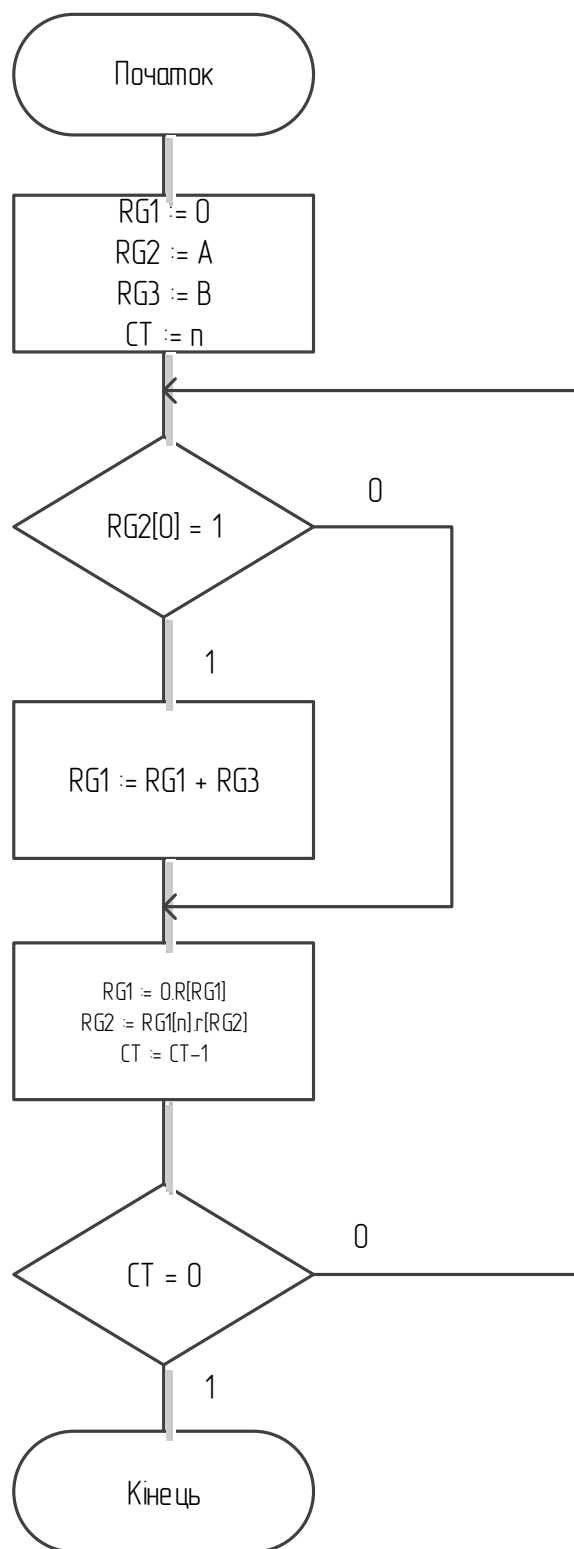 Початок
RG1 := 0
RG2 := A
RG3 := B
CT := n
RG2[0] = 1
0
1
RG1 := RG1 + RG3
RG1 := 0.R[RG1]
RG2 := RG1[n].r[RG2]
CT := CT-1
CT = 0
0
1
Кінець